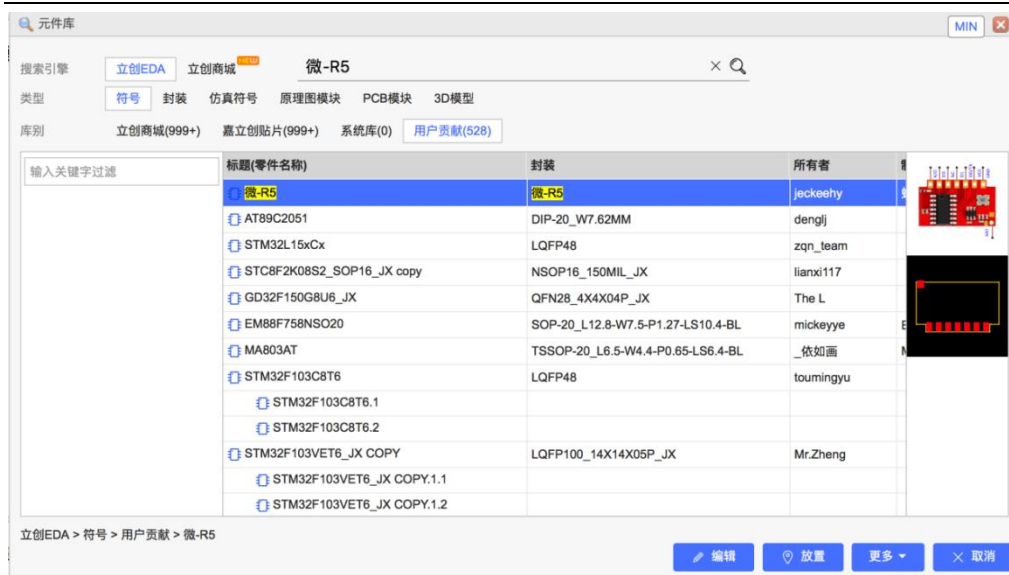 元件库 MIN
搜索引擎 立创EDA 立创商城 NEW 微-R5
类型 符号 封装 仿真符号 原理图模块 PCB模块 3D模型
库别 立创商城(999+) 嘉立创贴片(999+) 系统库(0) 用户贡献(528)
输入关键字过滤
标题(零件名称) 封装 所有者
微-R5 微-R5 jeckeehy
AT89C2051 DIP-20_W7.62MM denglj
STM32L15xCx LQFP48 zqn_team
STC8F2K08S2_SOP16_JX copy NSOP16_150MIL_JX lianxi117
GD32F150G8U6_JX QFN28_4X4X04P_JX The L
EM88F758NSO20 SOP-20_L12.8-W7.5-P1.27-LS10.4-BL mickeyye
MA803AT TSSOP-20_L6.5-W4.4-P0.65-LS6.4-BL _依如画
STM32F103C8T6 LQFP48 toumingyu
STM32F103C8T6.1
STM32F103C8T6.2
STM32F103VET6_JX COPY LQFP100_14X14X05P_JX Mr.Zheng
STM32F103VET6_JX COPY.1.1
STM32F103VET6_JX COPY.1.2
立创EDA > 符号 > 用户贡献 > 微-R5
编辑 放置 更多 取消